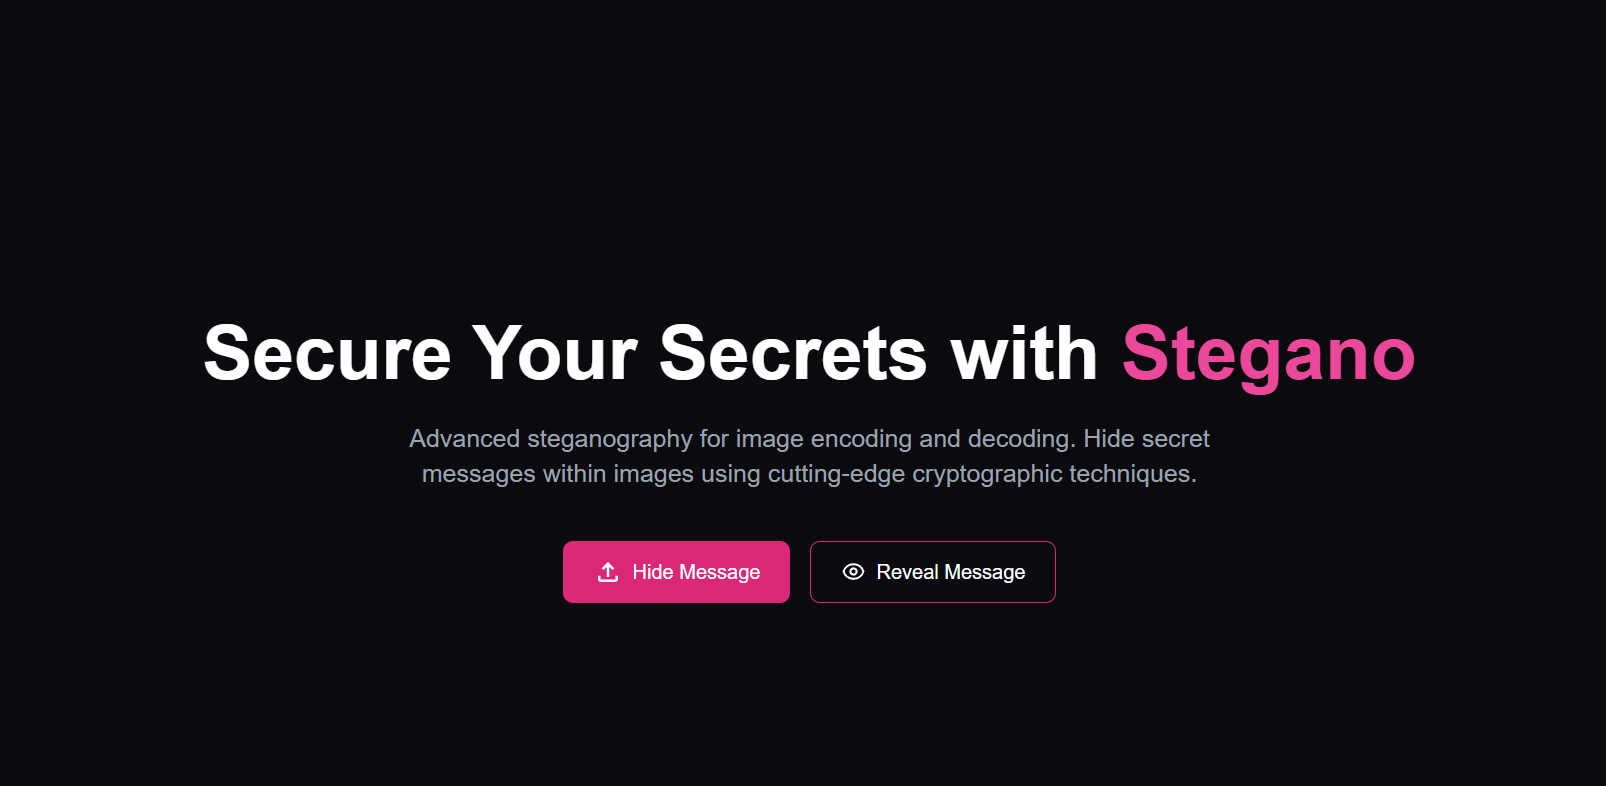 Secure Your Secrets with Stegano
Advanced steganography for image encoding and decoding. Hide secret
messages within images using cutting-edge cryptographic techniques.
Hide Message
Reveal Message